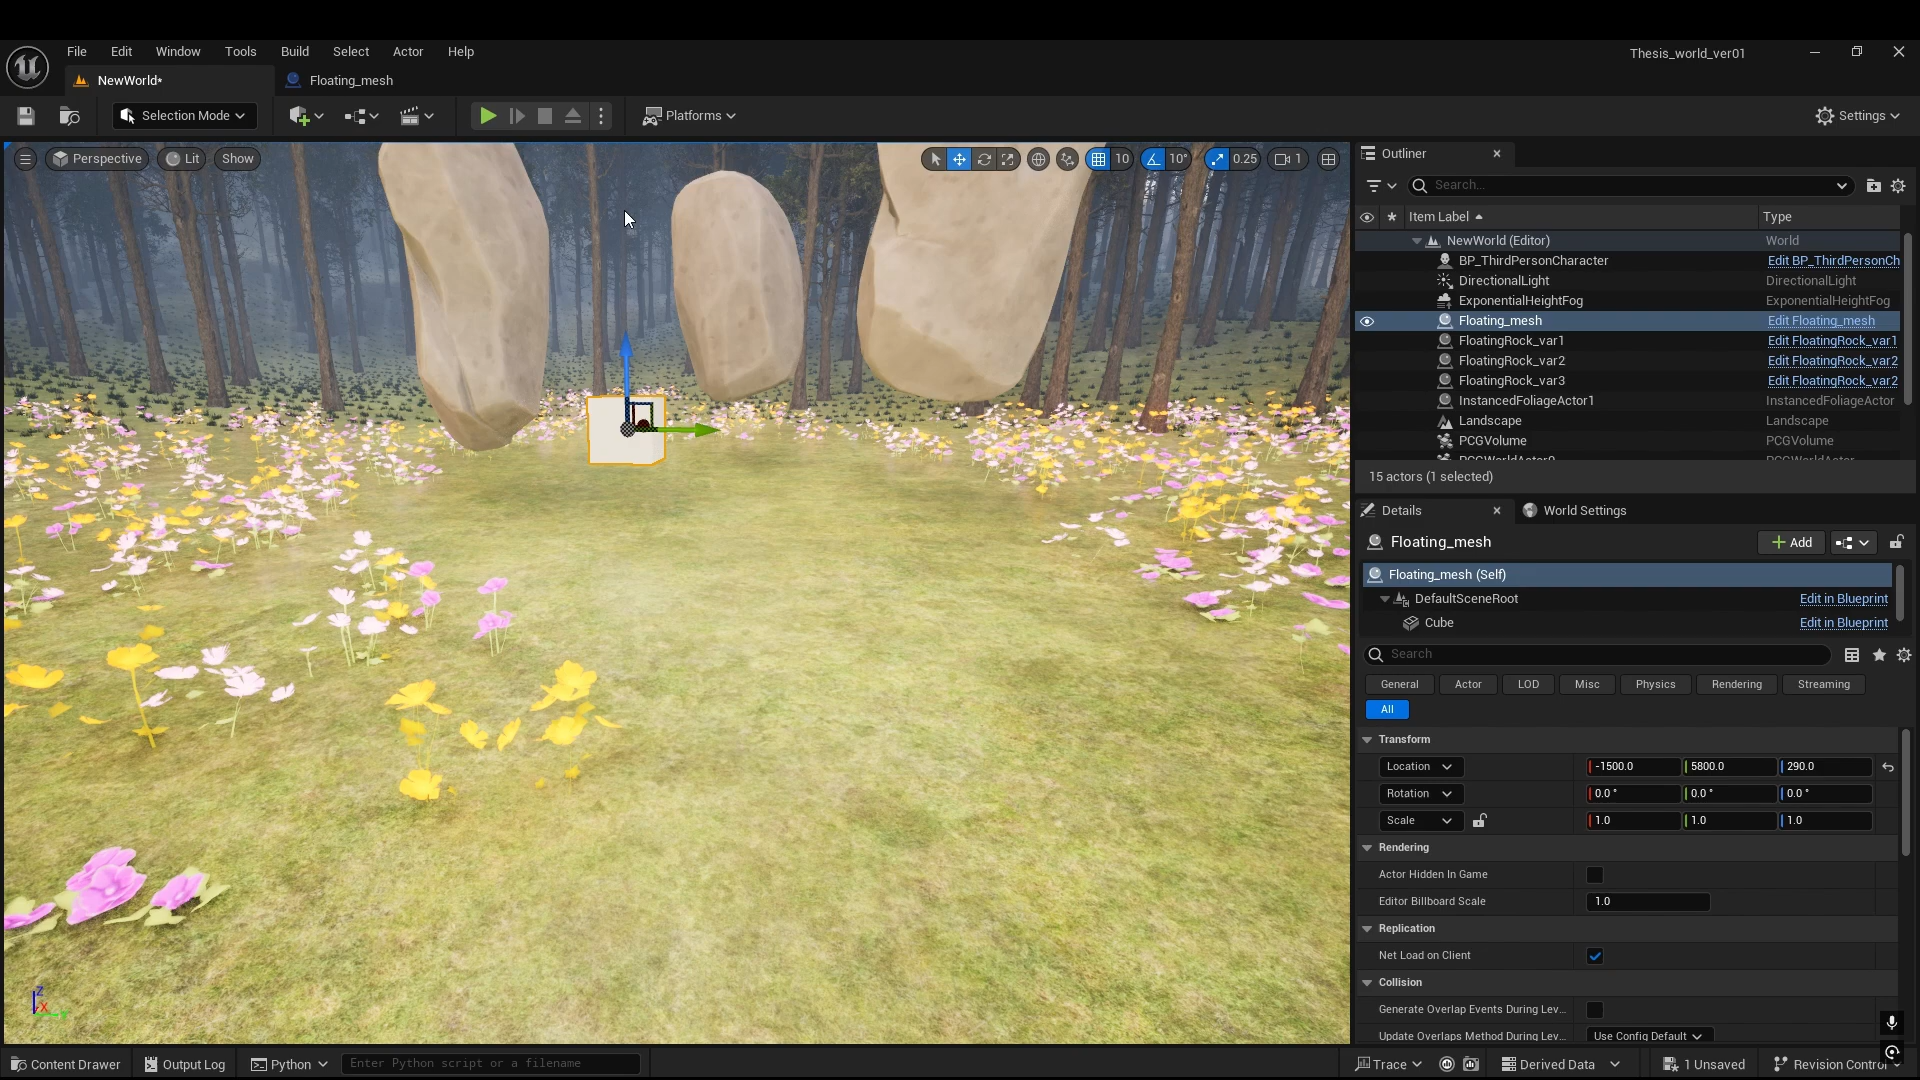 File Edit Window Tools Build Select Actor Help
Thesis_world_ver01
NewWorld*
Floating_mesh
Selection Mode
Platforms
Settings
Perspective
Lit
Show
10
10°
0.25
1
Outliner
Search...
Item Label
Type
NewWorld (Editor) World
BP_ThirdPersonCharacter Edit BP_ThirdPersonCh
DirectionalLight DirectionalLight
ExponentialHeightFog ExponentialHeightFog
Floating_mesh Edit Floating_mesh
FloatingRock_var1 Edit FloatingRock_var1
FloatingRock_var2 Edit FloatingRock_var2
FloatingRock_var3 Edit FloatingRock_var2
InstancedFoliageActor1 InstancedFoliageActor
Landscape Landscape
PCGVolume PCGVolume
15 actors (1 selected)
Details
World Settings
Floating_mesh
Add
Floating_mesh (Self)
DefaultSceneRoot Edit in Blueprint
Cube Edit in Blueprint
Search
General Actor LOD Misc Physics Rendering Streaming
All
Transform
Location -1500.0 5800.0 290.0
Rotation 0.0 ° 0.0 ° 0.0 °
Scale 1.0 1.0 1.0
Rendering
Actor Hidden In Game
Editor Billboard Scale 1.0
Replication
Net Load on Client
Collision
Generate Overlap Events During Lev...
Update Overlaps Method During Lev... Use Config Default
Z
X
Content Drawer
Output Log
Python
Enter Python script or a filename
Trace
Derived Data
1 Unsaved
Revision Control